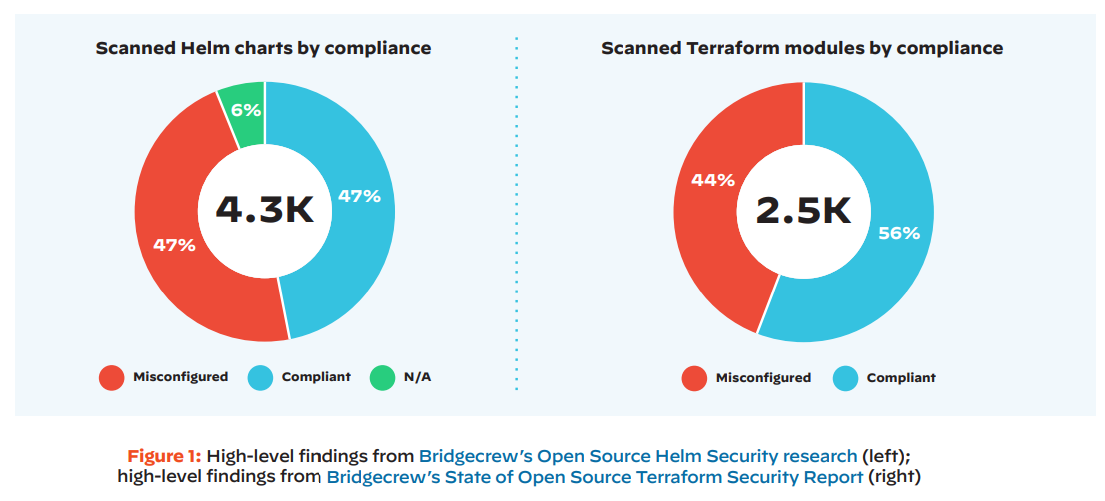 Scanned Helm charts by compliance
6%
47%
47%
4.3K
Misconfigured
Compliant
N/A
Scanned Terraform modules by compliance
44%
56%
2.5K
Misconfigured
Compliant
Figure 1: High-level findings from Bridgecrew's Open Source Helm Security research (left);
high-level findings from Bridgecrew's State of Open Source Terraform Security Report (right)